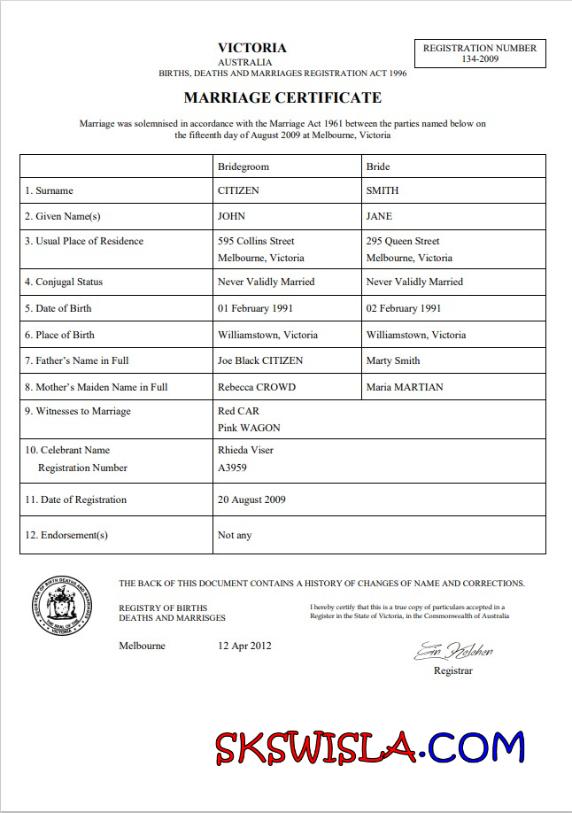 VICTORIA
AUSTRALIA
BIRTHS, DEATHS AND MARRIAGES REGISTRATION ACT 1996
REGISTRATION NUMBER
134-2009
MARRIAGE CERTIFICATE
Marriage was solemnised in accordance with the Marriage Act 1961 between the parties named below on
the fifteenth day of August 2009 at Melbourne, Victoria
Bridegroom Bride
1. Surname CITIZEN SMITH
2. Given Name(s) JOHN JANE
3. Usual Place of Residence 595 Collins Street 295 Queen Street
Melbourne, Victoria Melbourne, Victoria
4. Conjugal Status Never Validly Married Never Validly Married
5. Date of Birth 01 February 1991 02 February 1991
6. Place of Birth Williamstown, Victoria Williamstown, Victoria
7. Father's Name in Full Joe Black CITIZEN Marty Smith
8. Mother's Maiden Name in Full Rebecca CROWD Maria MARTIAN
9. Witnesses to Marriage Red CAR
Pink WAGON
10. Celebrant Name Rhieda Viser
Registration Number A3959
11. Date of Registration 20 August 2009
12. Endorsement(s) Not any
THE BACK OF THIS DOCUMENT CONTAINS A HISTORY OF CHANGES OF NAME AND CORRECTIONS.
REGISTRY OF BIRTHS
DEATHS AND MARRISGES
I hereby certify that this is a true copy of particulars accepted in a
Register in the State of Victoria, in the Commonwealth of Australia
Melbourne 12 Apr 2012
Registrar
SKSWISLA.COM